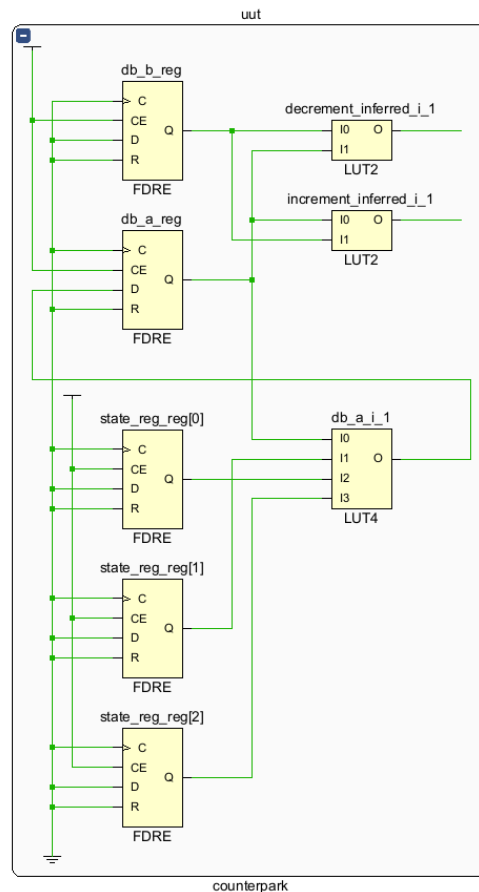 uut
db_b_reg
C
CE
D
R
Q
FDRE
decrement_inferred_i_1
I0
O
I1
LUT2
increment_inferred_i_1
I0
O
I1
LUT2
db_a_reg
C
CE
D
R
Q
FDRE
state_reg_reg[0]
C
CE
D
R
Q
FDRE
db_a_i_1
I0
I1
O
I2
I3
LUT4
state_reg_reg[1]
C
CE
D
R
Q
FDRE
state_reg_reg[2]
C
CE
D
R
Q
FDRE
counterpark